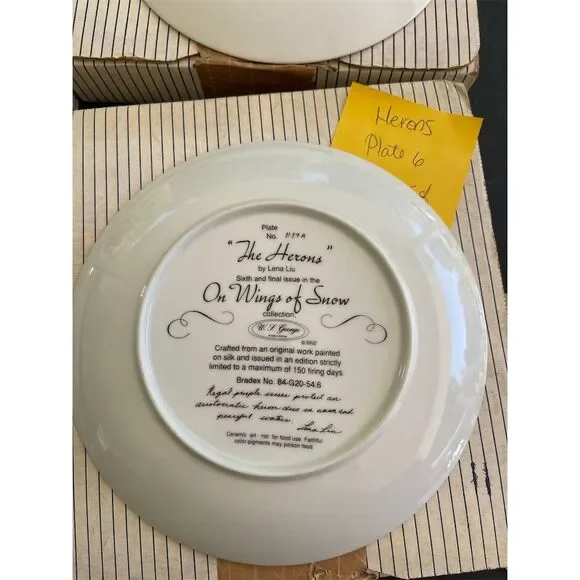 Herons
Plate 6
of
Plate
No. 1189A
"The Herons"
by Lena Liu
Sixth and final issue in the
On Wings of Snow
collection.
W. S. George
©1992
Crafted from an original work painted
on silk and issued in an edition strictly
limited to a maximum of 150 firing days.
Bradex No. 84-G20-54.6
Regal purple irises protect an
aristocratic heron duo in warm and
peaceful waters.
Lena Liu
Ceramic art - not for food use. Faithful
color pigments may poison food.